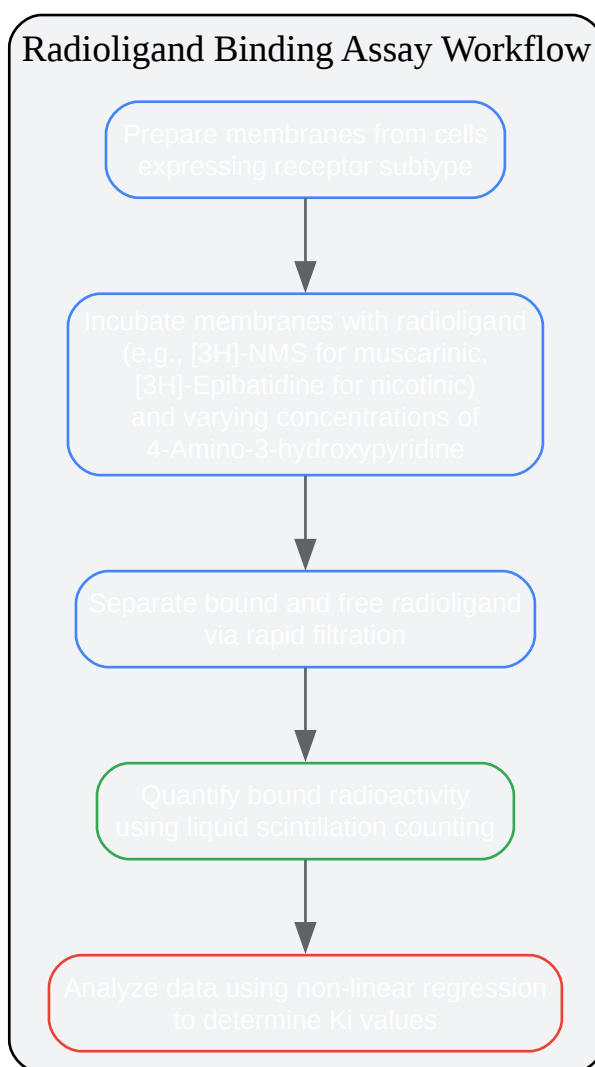 Radioligand Binding Assay Workflow
Prepare membranes from cells
expressing receptor subtype
Incubate membranes with radioligand
(e.g., [3H]-NMS for muscarinic,
[3H]-Epibatidine for nicotinic)
and varying concentrations of
4-Amino-3-hydroxypyridine
Separate bound and free radioligand
via rapid filtration
Quantify bound radioactivity
using liquid scintillation counting
Analyze data using non-linear regression
to determine Ki values